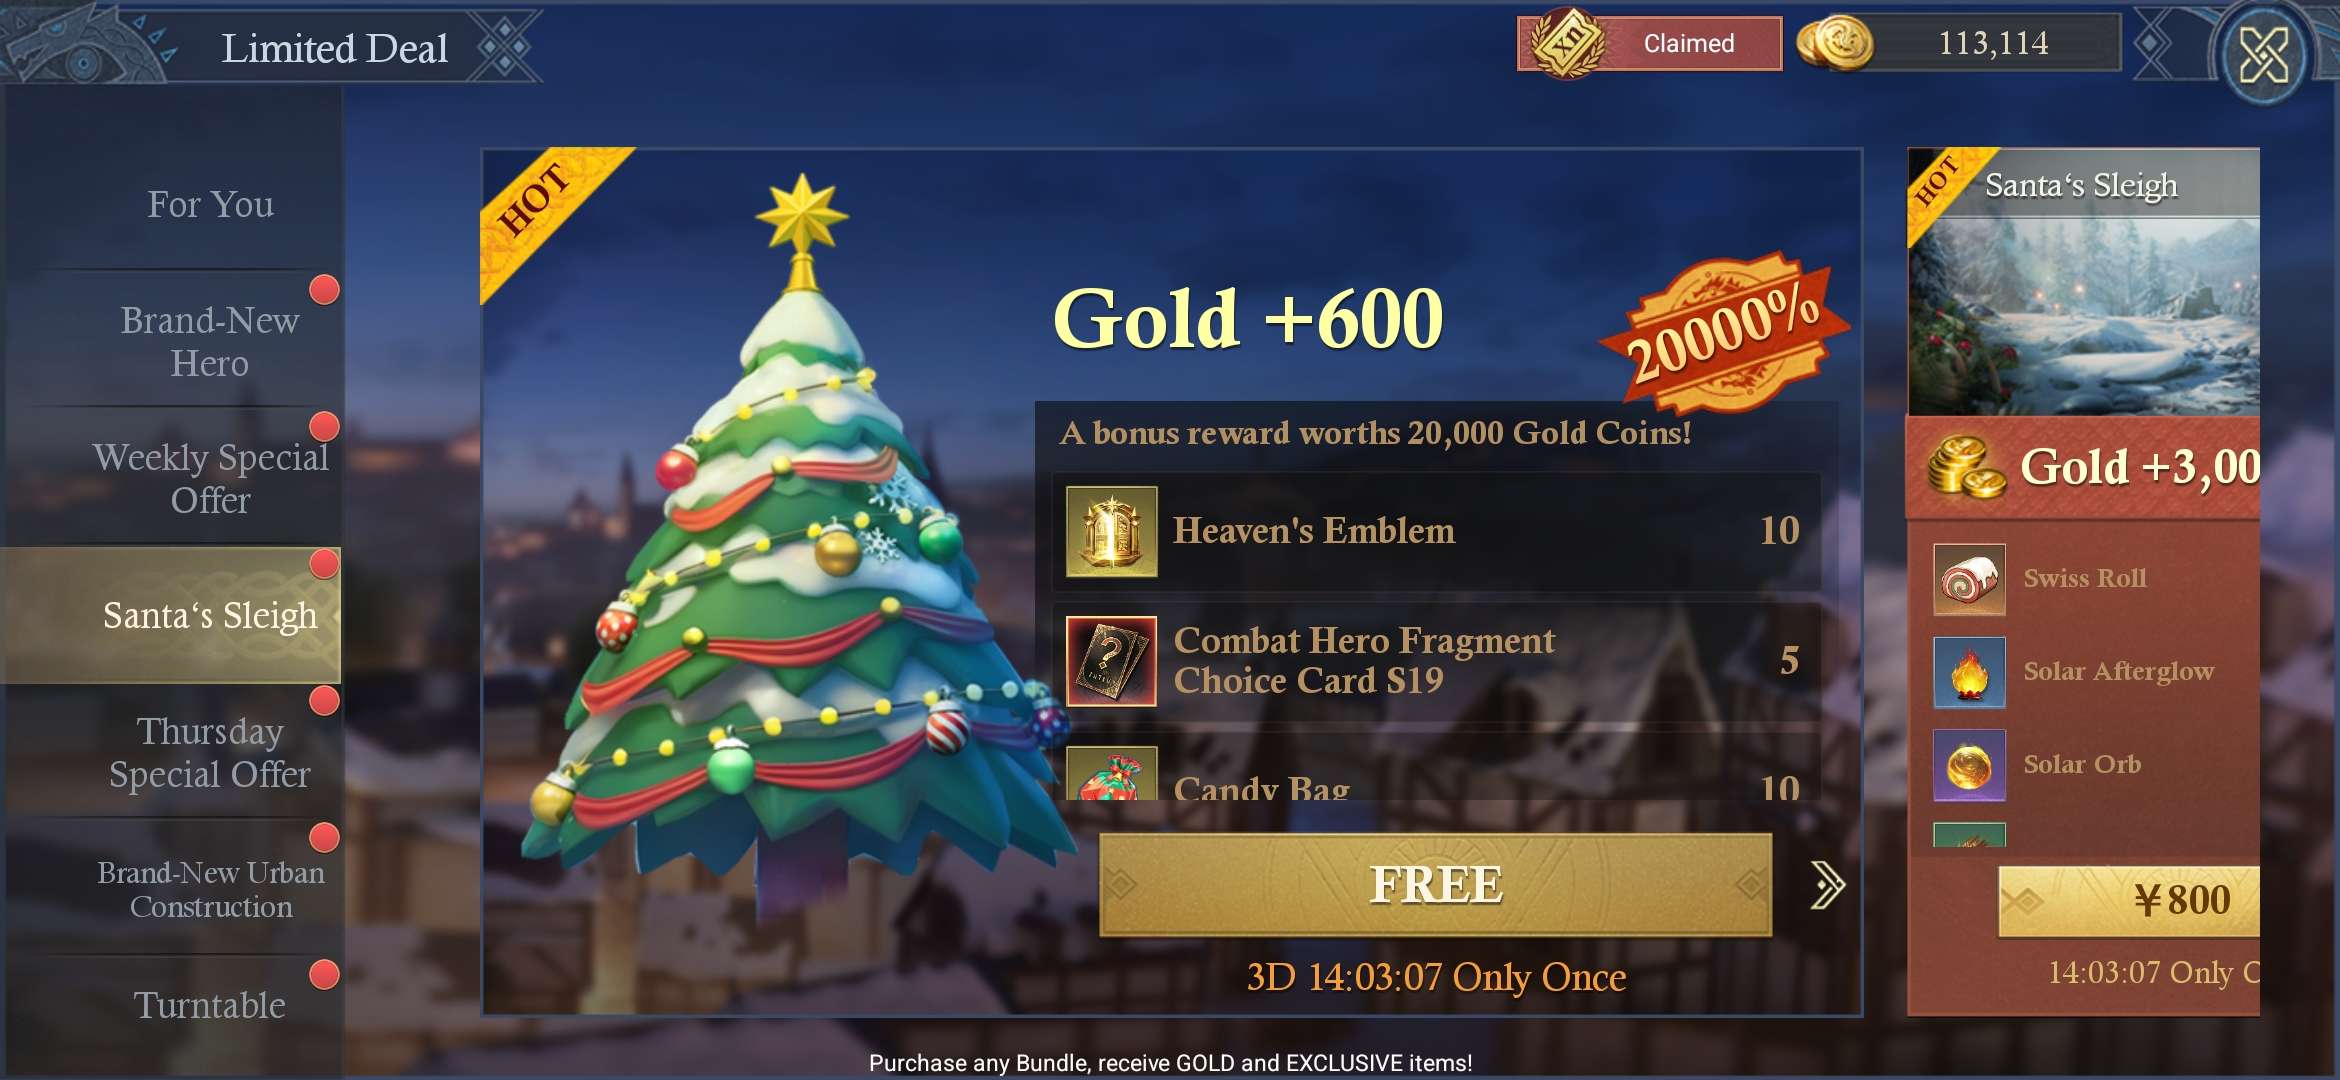 Limited Deal
Claimed
113,114
For You
Brand-New
Hero
Weekly Special
Offer
Santa‘s Sleigh
Thursday
Special Offer
Brand-New Urban
Construction
Turntable
HOT
Gold +600
20000%
A bonus reward worths 20,000 Gold Coins!
Heaven's Emblem 10
Combat Hero Fragment
Choice Card S19
5
Candy Bag 10
FREE
3D 14:03:07 Only Once
HOT
Santa‘s Sleigh
Gold +3,00
Swiss Roll
Solar Afterglow
Solar Orb
¥800
14:03:07 Only
Purchase any Bundle, receive GOLD and EXCLUSIVE items!